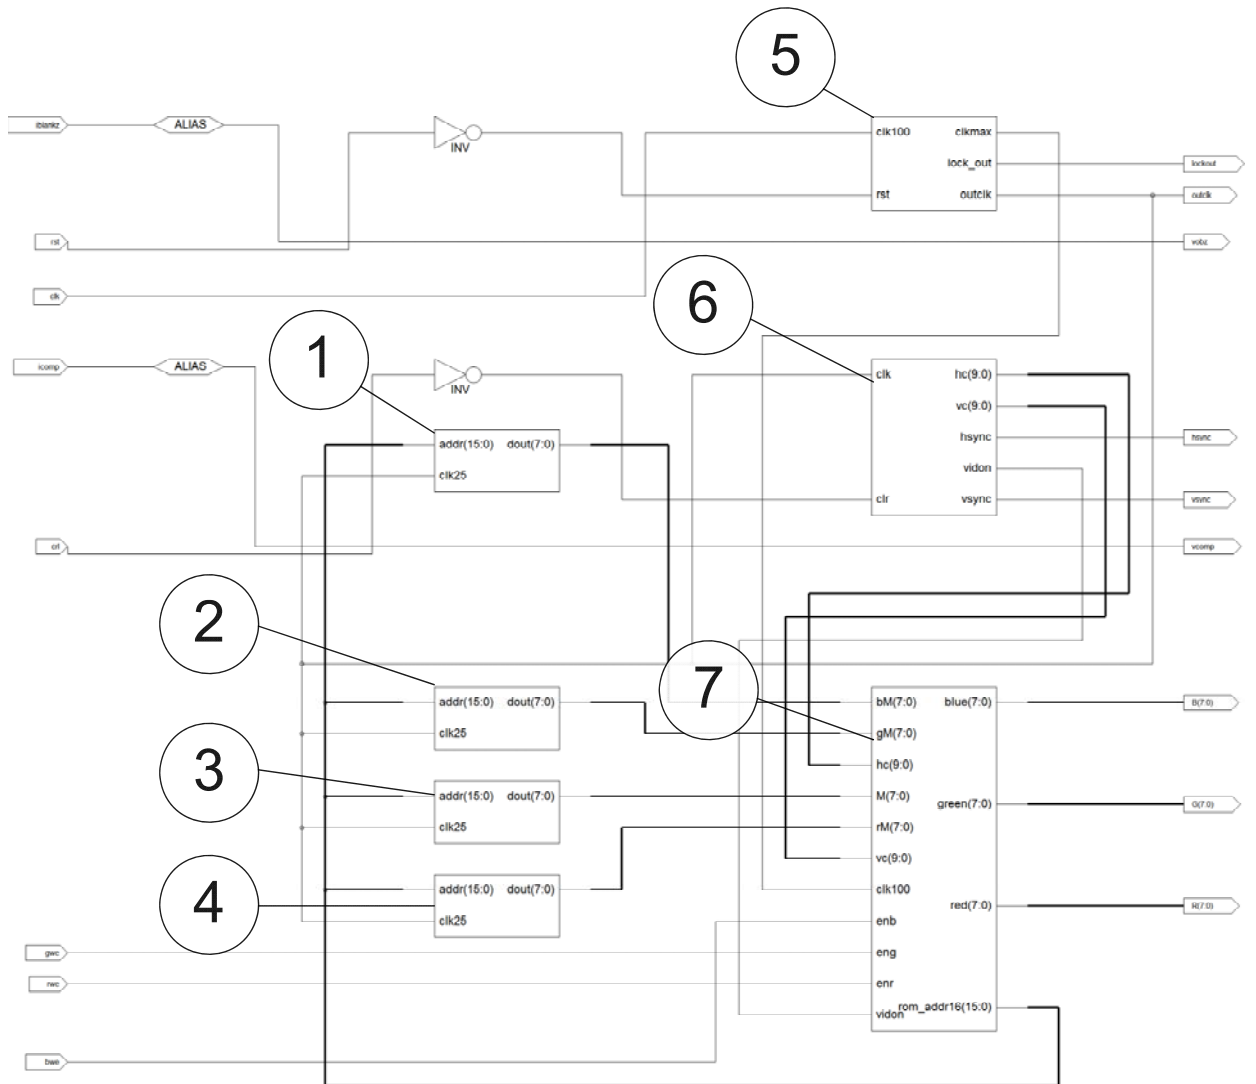 5
iblankz
ALIAS
INV
clk100
clkmax
lock_out
rst
outclk
lockout
outclk
rst
vobz
clk
6
1
icomp
ALIAS
INV
clk
hc(9:0)
vc(9:0)
hsync
hsync
vidon
clr
vsync
vsync
addr(15:0)
dout(7:0)
clk25
vcomp
2
addr(15:0)
dout(7:0)
clk25
3
addr(15:0)
dout(7:0)
clk25
4
addr(15:0)
dout(7:0)
clk25
7
bM(7:0)
blue(7:0)
B(7:0)
gM(7:0)
hc(9:0)
M(7:0)
green(7:0)
G(7:0)
rM(7:0)
vc(9:0)
clk100
red(7:0)
R(7:0)
enb
eng
enr
rom_addr16(15:0)
vidon